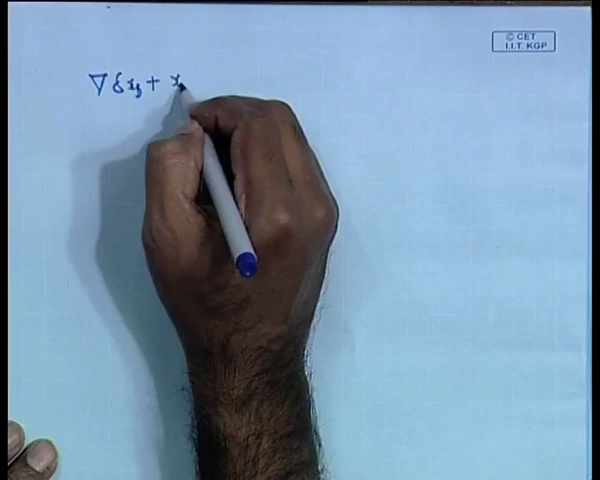 ∇ δx₃ + x
© CET
I.I.T. KGP